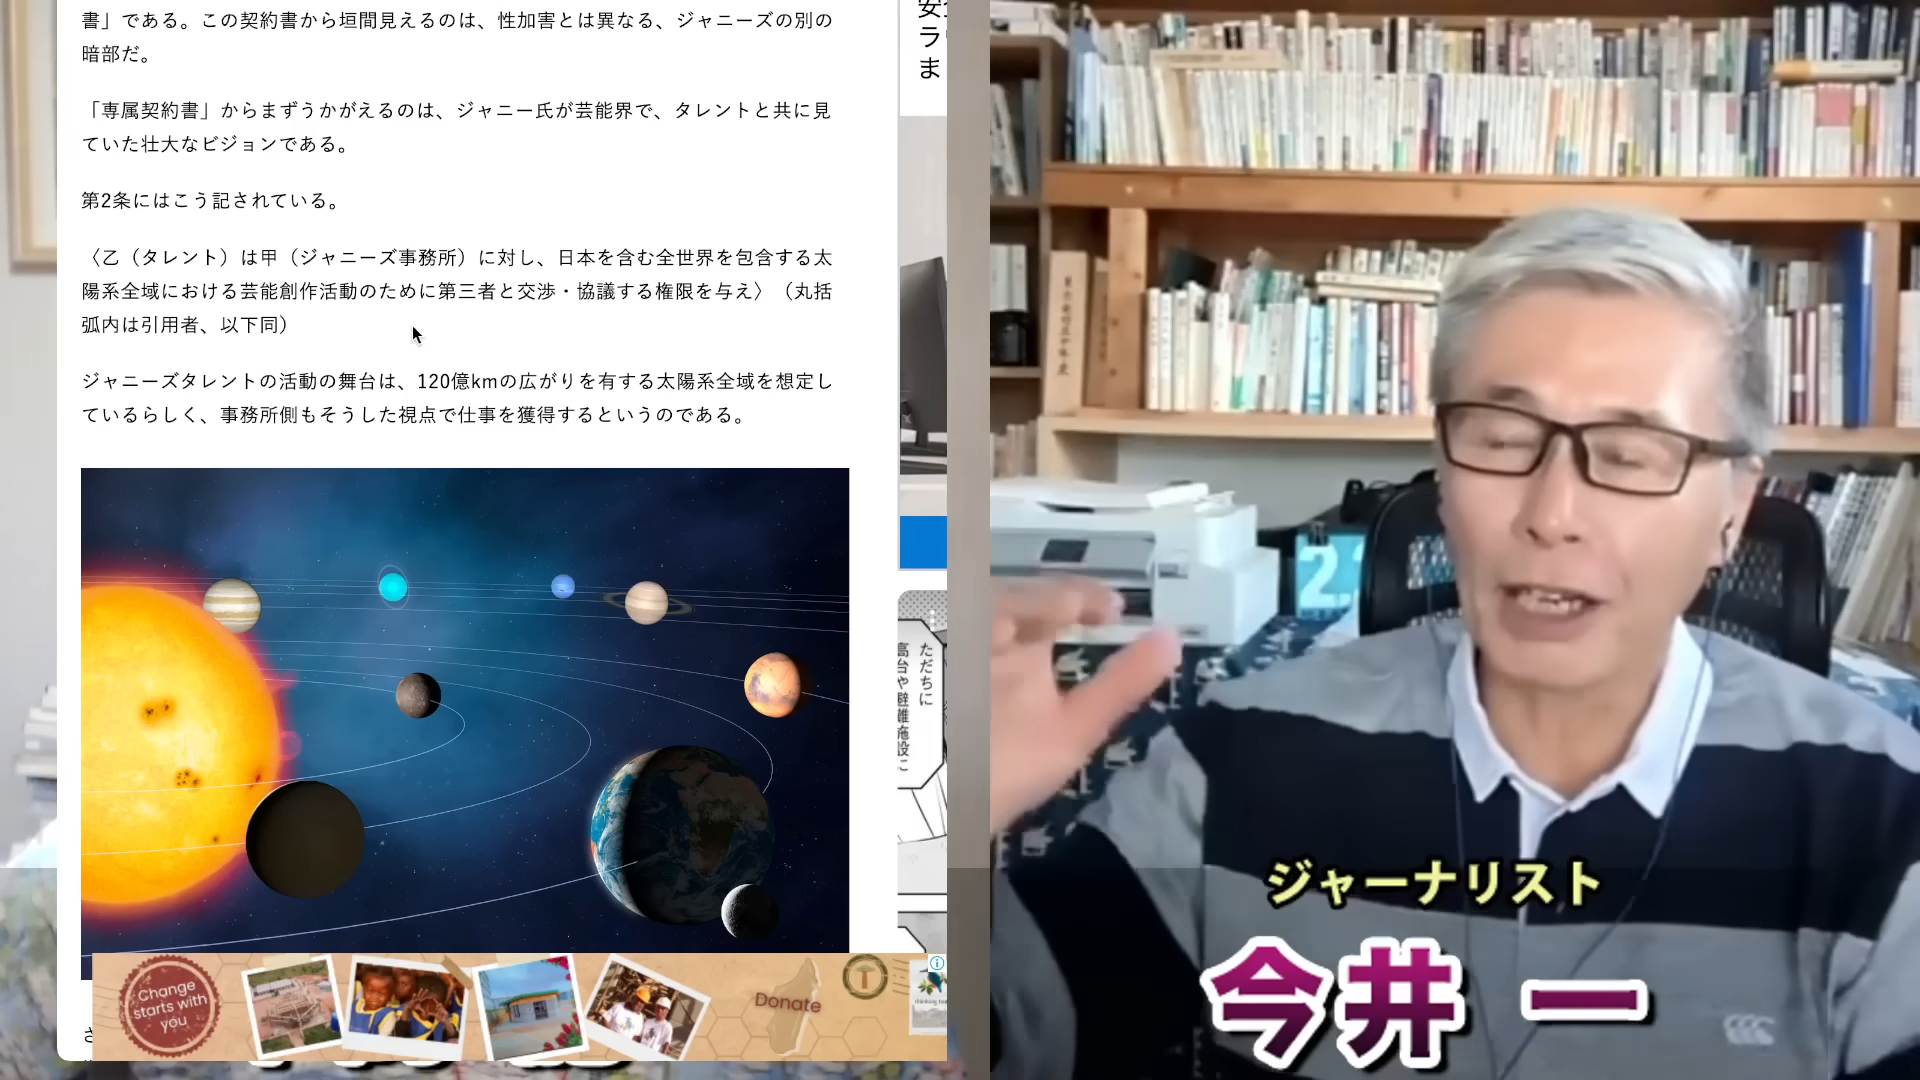 書」である。この契約書から垣間見えるのは、性加害とは異なる、ジャニーズの別の
暗部だ。
「専属契約書」からまずうかがえるのは、ジャニー氏が芸能界で、タレントと共に見
ていた壮大なビジョンである。
第2条にはこう記されている。
〈乙（タレント）は甲（ジャニーズ事務所）に対し、日本を含む全世界を包含する太
陽系全域における芸能創作活動のために第三者と交渉・協議する権限を与え〉（丸括
弧内は引用者、以下同）
ジャニーズタレントの活動の舞台は、120億kmの広がりを有する太陽系全域を想定し
ているらしく、事務所側もそうした視点で仕事を獲得するというのである。
ラ
ま
ただちに
高台や避難施設に
Change
starts with
you
Donate
ジャーナリスト
今井 一